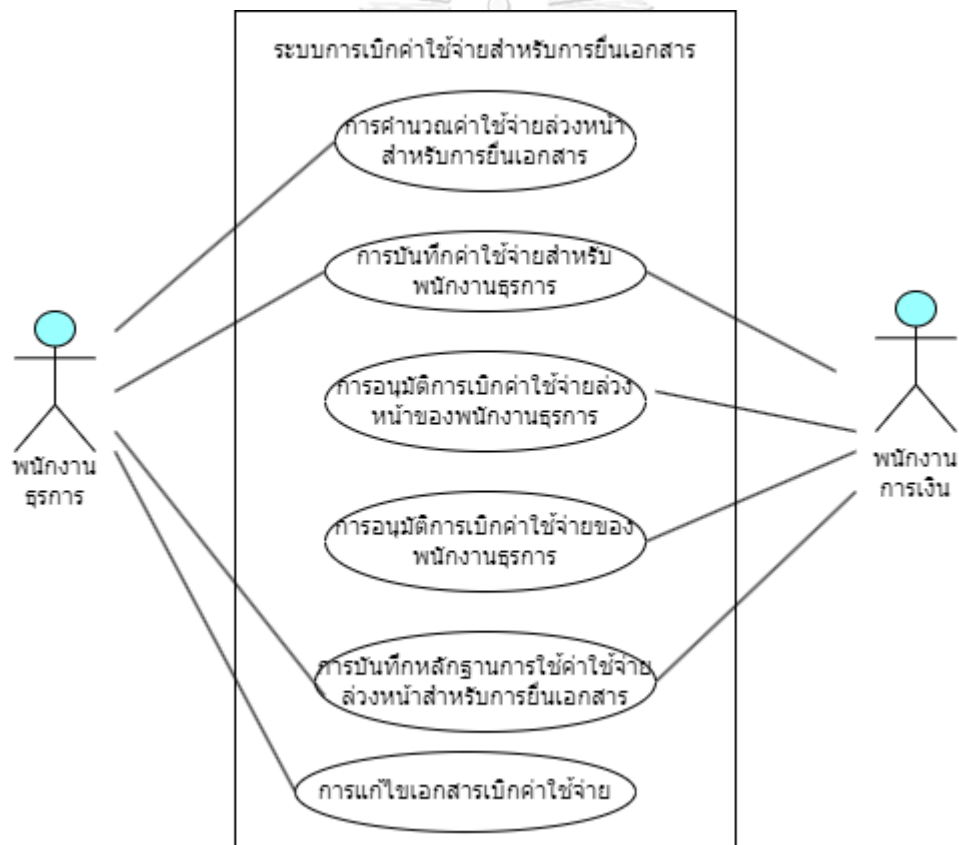 ระบบการเบิกค่าใช้จ่ายสำหรับการยื่นเอกสาร
การคำนวณค่าใช้จ่ายล่วงหน้า
สำหรับการยื่นเอกสาร
การบันทึกค่าใช้จ่ายสำหรับ
พนักงานธุรการ
การอนุมัติการเบิกค่าใช้จ่ายล่วง
หน้าของพนักงานธุรการ
พนักงาน
ธุรการ
พนักงาน
การเงิน
การอนุมัติการเบิกค่าใช้จ่ายของ
พนักงานธุรการ
การบันทึกหลักฐานการใช้ค่าใช้จ่าย
ล่วงหน้าสำหรับการยื่นเอกสาร
การแก้ไขเอกสารเบิกค่าใช้จ่าย